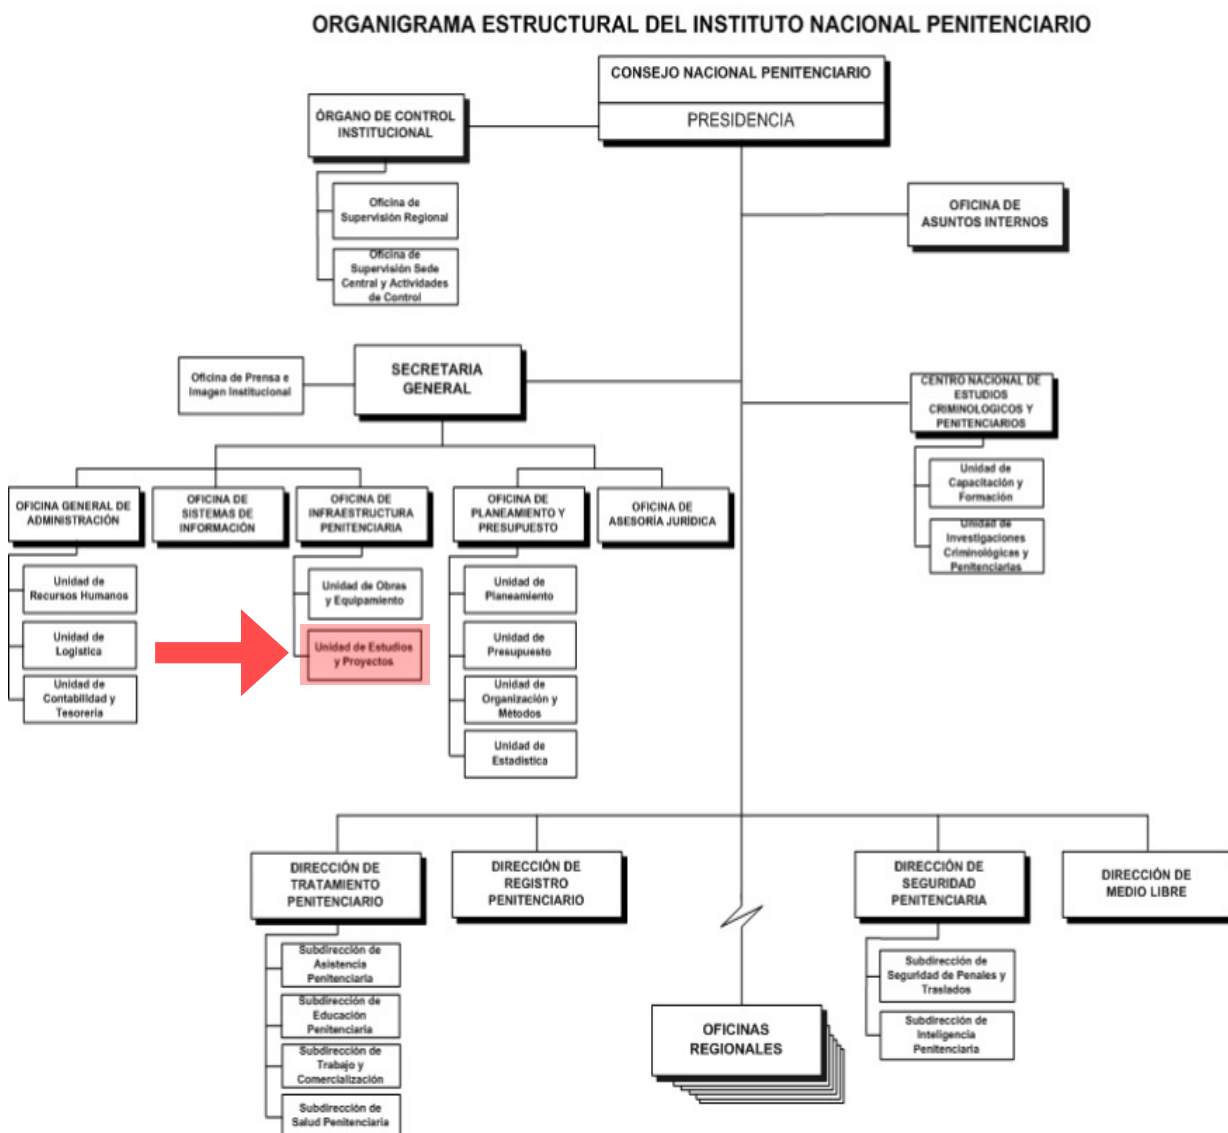 ORGANIGRAMA ESTRUCTURAL DEL INSTITUTO NACIONAL PENITENCIARIO
CONSEJO NACIONAL PENITENCIARIO
PRESIDENCIA
ÓRGANO DE CONTROL
INSTITUCIONAL
Oficina de
Supervisión Regional
Oficina de
Supervisión Sede
Central y Actividades
de Control
OFICINA DE
ASUNTOS INTERNOS
Oficina de Prensa e
Imagen Institucional
SECRETARIA
GENERAL
CENTRO NACIONAL DE
ESTUDIOS
CRIMINOLOGICOS Y
PENITENCIARIOS
Unidad de
Capacitación y
Formación
Unidad de
Investigaciones
Criminológicas y
Penitenciarias
OFICINA GENERAL DE
ADMINISTRACIÓN
OFICINA DE
SISTEMAS DE
INFORMACIÓN
OFICINA DE
INFRAESTRUCTURA
PENITENCIARIA
OFICINA DE
PLANEAMIENTO Y
PRESUPUESTO
OFICINA DE
ASESORÍA JURÍDICA
Unidad de
Recursos Humanos
Unidad de
Logística
Unidad de
Contabilidad y
Tesorería
Unidad de Obras
y Equipamiento
Unidad de Estudios
y Proyectos
Unidad de
Planeamiento
Unidad de
Presupuesto
Unidad de
Organización y
Métodos
Unidad de
Estadística
DIRECCIÓN DE
TRATAMIENTO
PENITENCIARIO
DIRECCIÓN DE
REGISTRO
PENITENCIARIO
DIRECCIÓN DE
SEGURIDAD
PENITENCIARIA
DIRECCIÓN DE
MEDIO LIBRE
Subdirección de
Asistencia
Penitenciaria
Subdirección de
Educación
Penitenciaria
Subdirección de
Trabajo y
Comercialización
Subdirección de
Salud Penitenciaria
OFICINAS
REGIONALES
Subdirección de
Seguridad de Penales y
Traslados
Subdirección de
Inteligencia
Penitenciaria